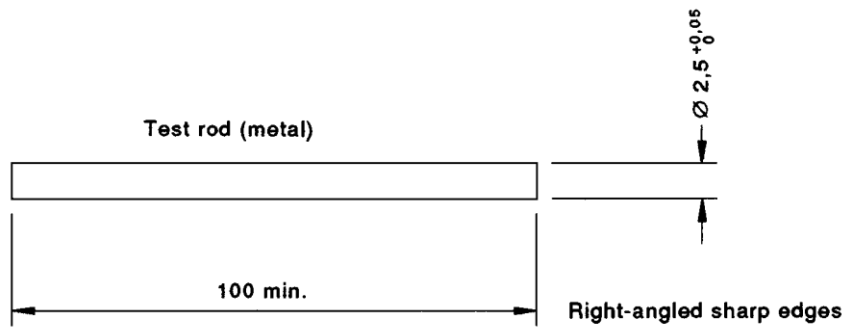 Ø 2,5 +0,05 0
Test rod (metal)
100 min.
Right-angled sharp edges